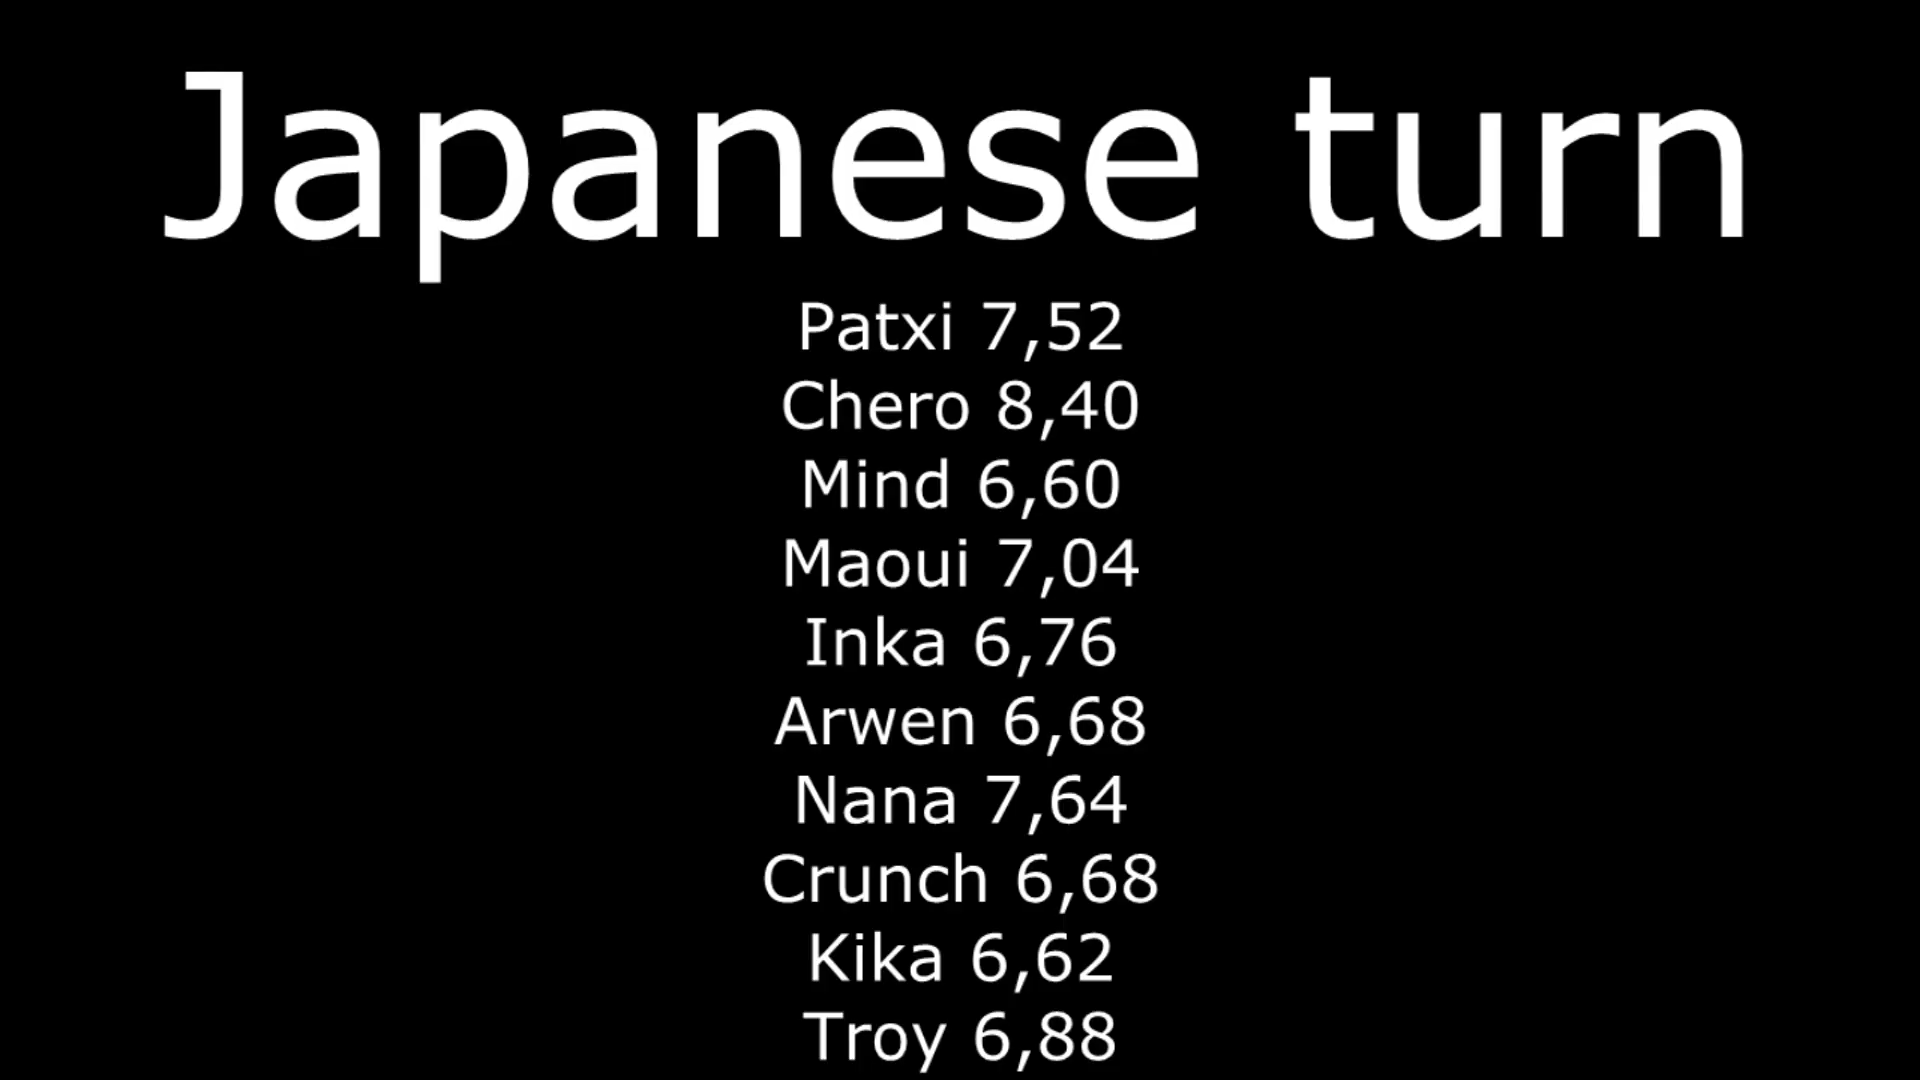 Japanese turn
Patxi 7,52
Chero 8,40
Mind 6,60
Maoui 7,04
Inka 6,76
Arwen 6,68
Nana 7,64
Crunch 6,68
Kika 6,62
Troy 6,88